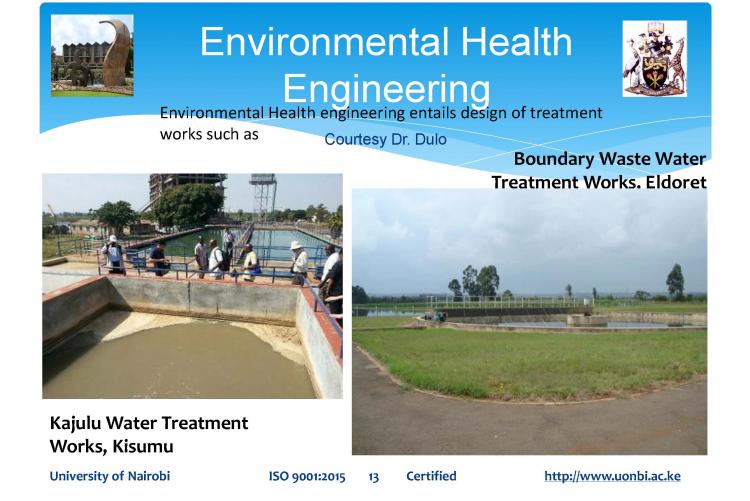 Environmental Health
Engineering
Environmental Health engineering entails design of treatment
works such as
Courtesy Dr. Dulo
Boundary Waste Water
Treatment Works. Eldoret
Kajulu Water Treatment
Works, Kisumu
University of Nairobi ISO 9001:2015 13 Certified http://www.uonbi.ac.ke